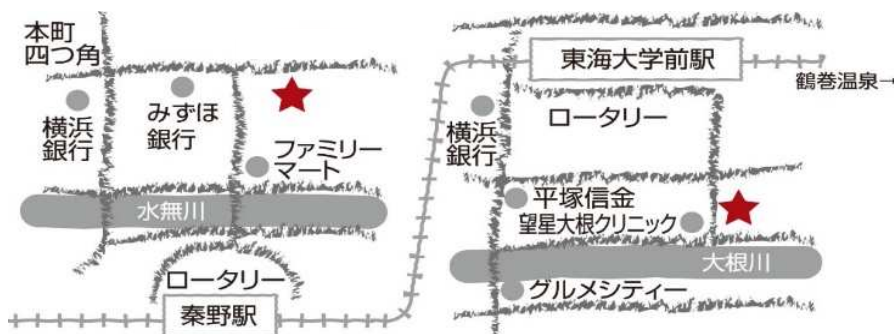 本町
四つ角
横浜
銀行
みずほ
銀行
ファミリー
マート
水無川
ロータリー
秦野駅
東海大学前駅
鶴巻温泉→
横浜
銀行
ロータリー
平塚信金
望星大根クリニック
大根川
グルメシティー